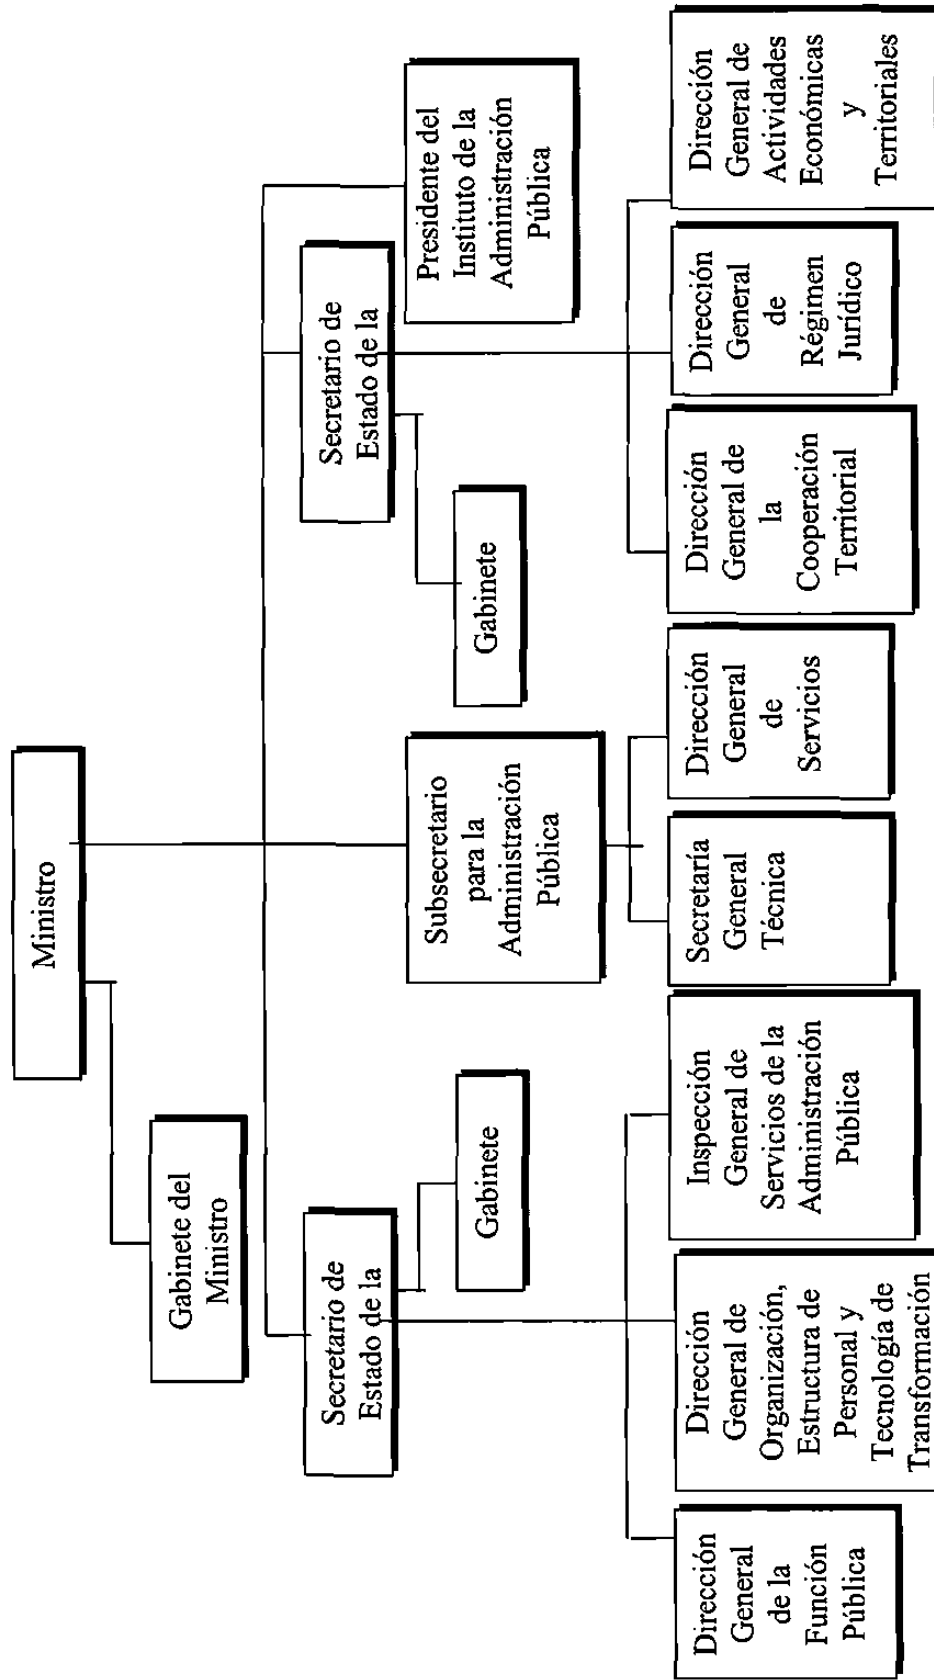 Ministro
Gabinete del
Ministro
Secretario de
Estado de la
Gabinete
Subsecretario
para la
Administración
Pública
Secretario de
Estado de la
Gabinete
Presidente del
Instituto de la
Administración
Pública
Dirección
General
de la
Función
Pública
Dirección
General de
Organización,
Estructura de
Personal y
Tecnología de
Transformación
Inspección
General de
Servicios de la
Administración
Pública
Secretaría
General
Técnica
Dirección
General
de
Servicios
Dirección
General de
la
Cooperación
Territorial
Dirección
General
de
Régimen
Jurídico
Dirección
General de
Actividades
Económicas
y
Territoriales